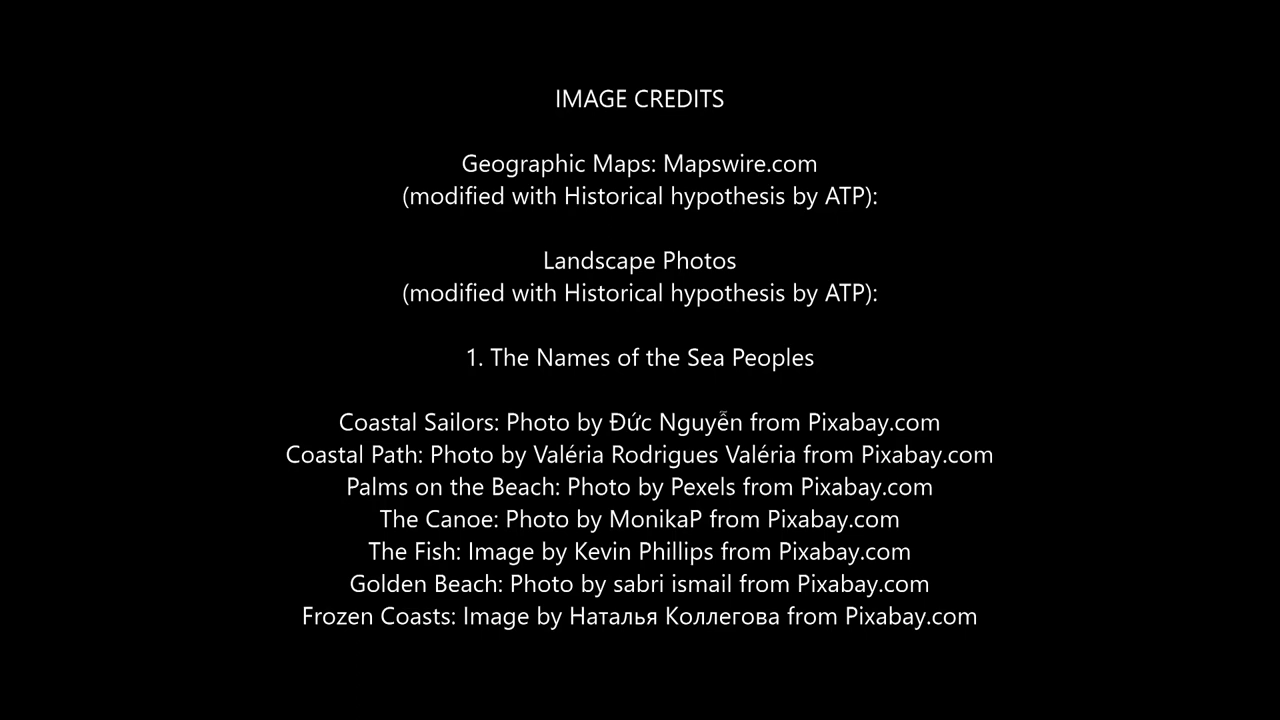 IMAGE CREDITS
Geographic Maps: Mapswire.com
(modified with Historical hypothesis by ATP):
Landscape Photos
(modified with Historical hypothesis by ATP):
1. The Names of the Sea Peoples
Coastal Sailors: Photo by Đức Nguyễn from Pixabay.com
Coastal Path: Photo by Valéria Rodrigues Valéria from Pixabay.com
Palms on the Beach: Photo by Pexels from Pixabay.com
The Canoe: Photo by MonikaP from Pixabay.com
The Fish: Image by Kevin Phillips from Pixabay.com
Golden Beach: Photo by sabri ismail from Pixabay.com
Frozen Coasts: Image by Наталья Коллегова from Pixabay.com